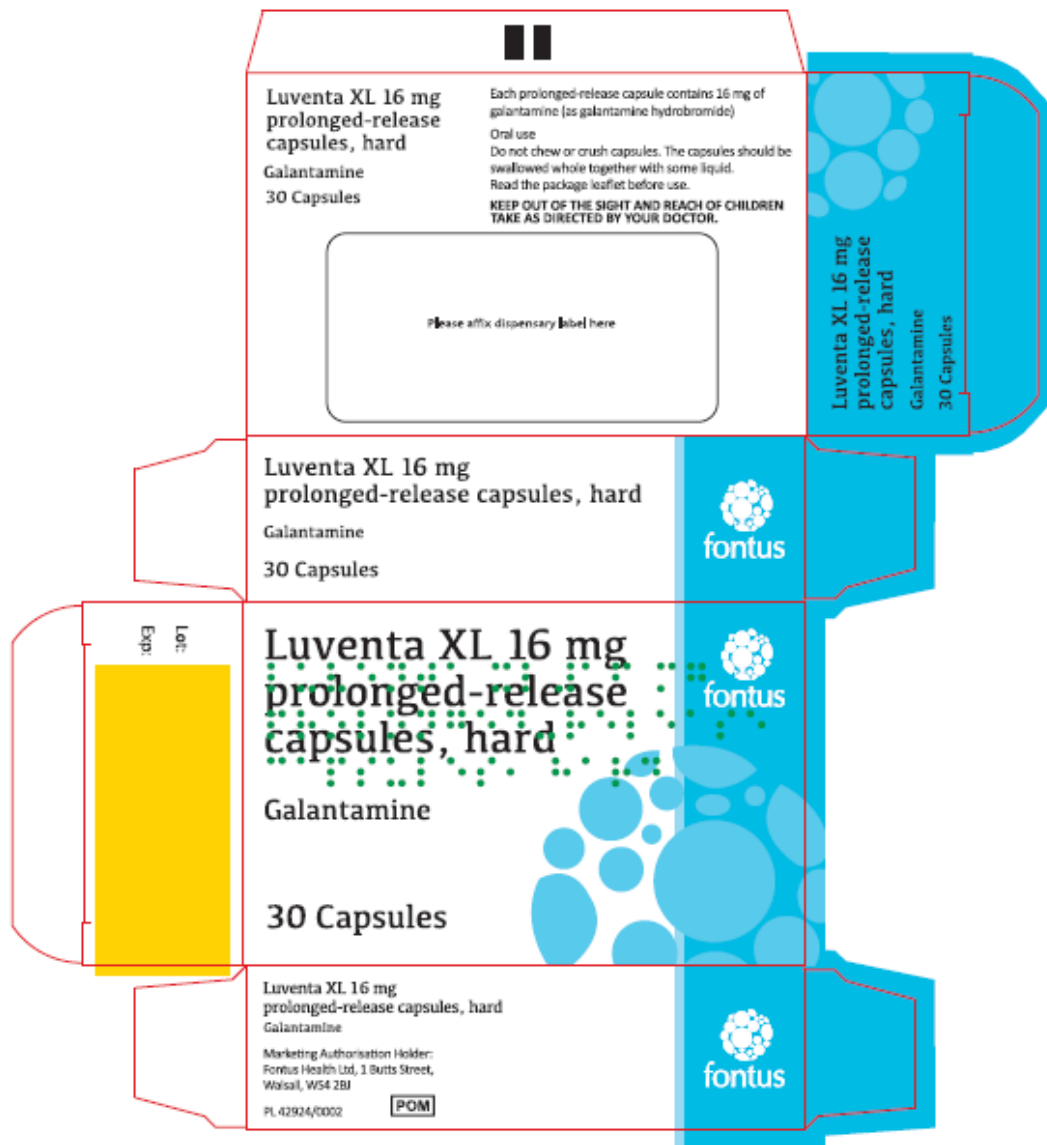 Luventa XL 16 mg
prolonged-release
capsules, hard
Galantamine
30 Capsules
Each prolonged-release capsule contains 16 mg of
galantamine (as galantamine hydrobromide)
Oral use
Do not chew or crush capsules. The capsules should be
swallowed whole together with some liquid.
Read the package leaflet before use.
KEEP OUT OF THE SIGHT AND REACH OF CHILDREN
TAKE AS DIRECTED BY YOUR DOCTOR.
Please affix dispensary label here
Luventa XL 16 mg
prolonged-release
capsules, hard
Galantamine
30 Capsules
Luventa XL 16 mg
prolonged-release capsules, hard
Galantamine
30 Capsules
fontus
Lot:
Exp:
Luventa XL 16 mg
prolonged-release
capsules, hard
Galantamine
30 Capsules
fontus
Luventa XL 16 mg
prolonged-release capsules, hard
Galantamine
Marketing Authorisation Holder:
Fontus Health Ltd, 1 Butts Street,
Walsall, WS4 2BJ
PL 42924/0002
POM
fontus